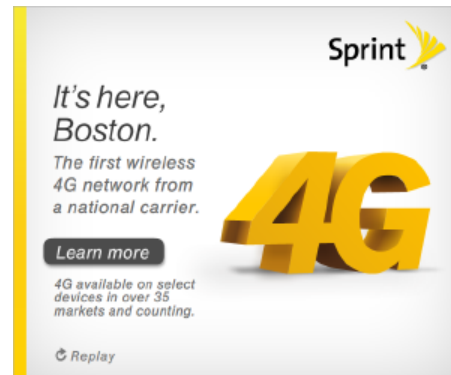 Sprint
It's here,
Boston.
The first wireless
4G network from
a national carrier.
4G
Learn more
4G available on select
devices in over 35
markets and counting.
Replay